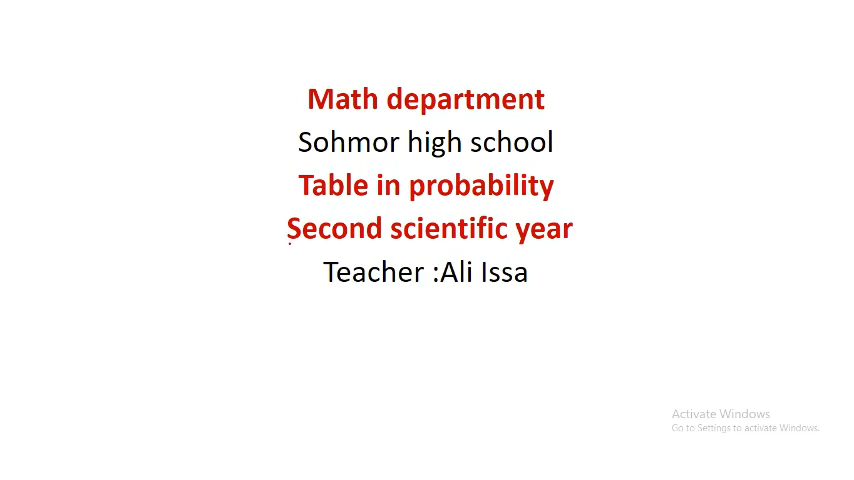 Math department
Sohmor high school
Table in probability
Second scientific year
Teacher :Ali Issa
Activate Windows
Go to Settings to activate Windows.